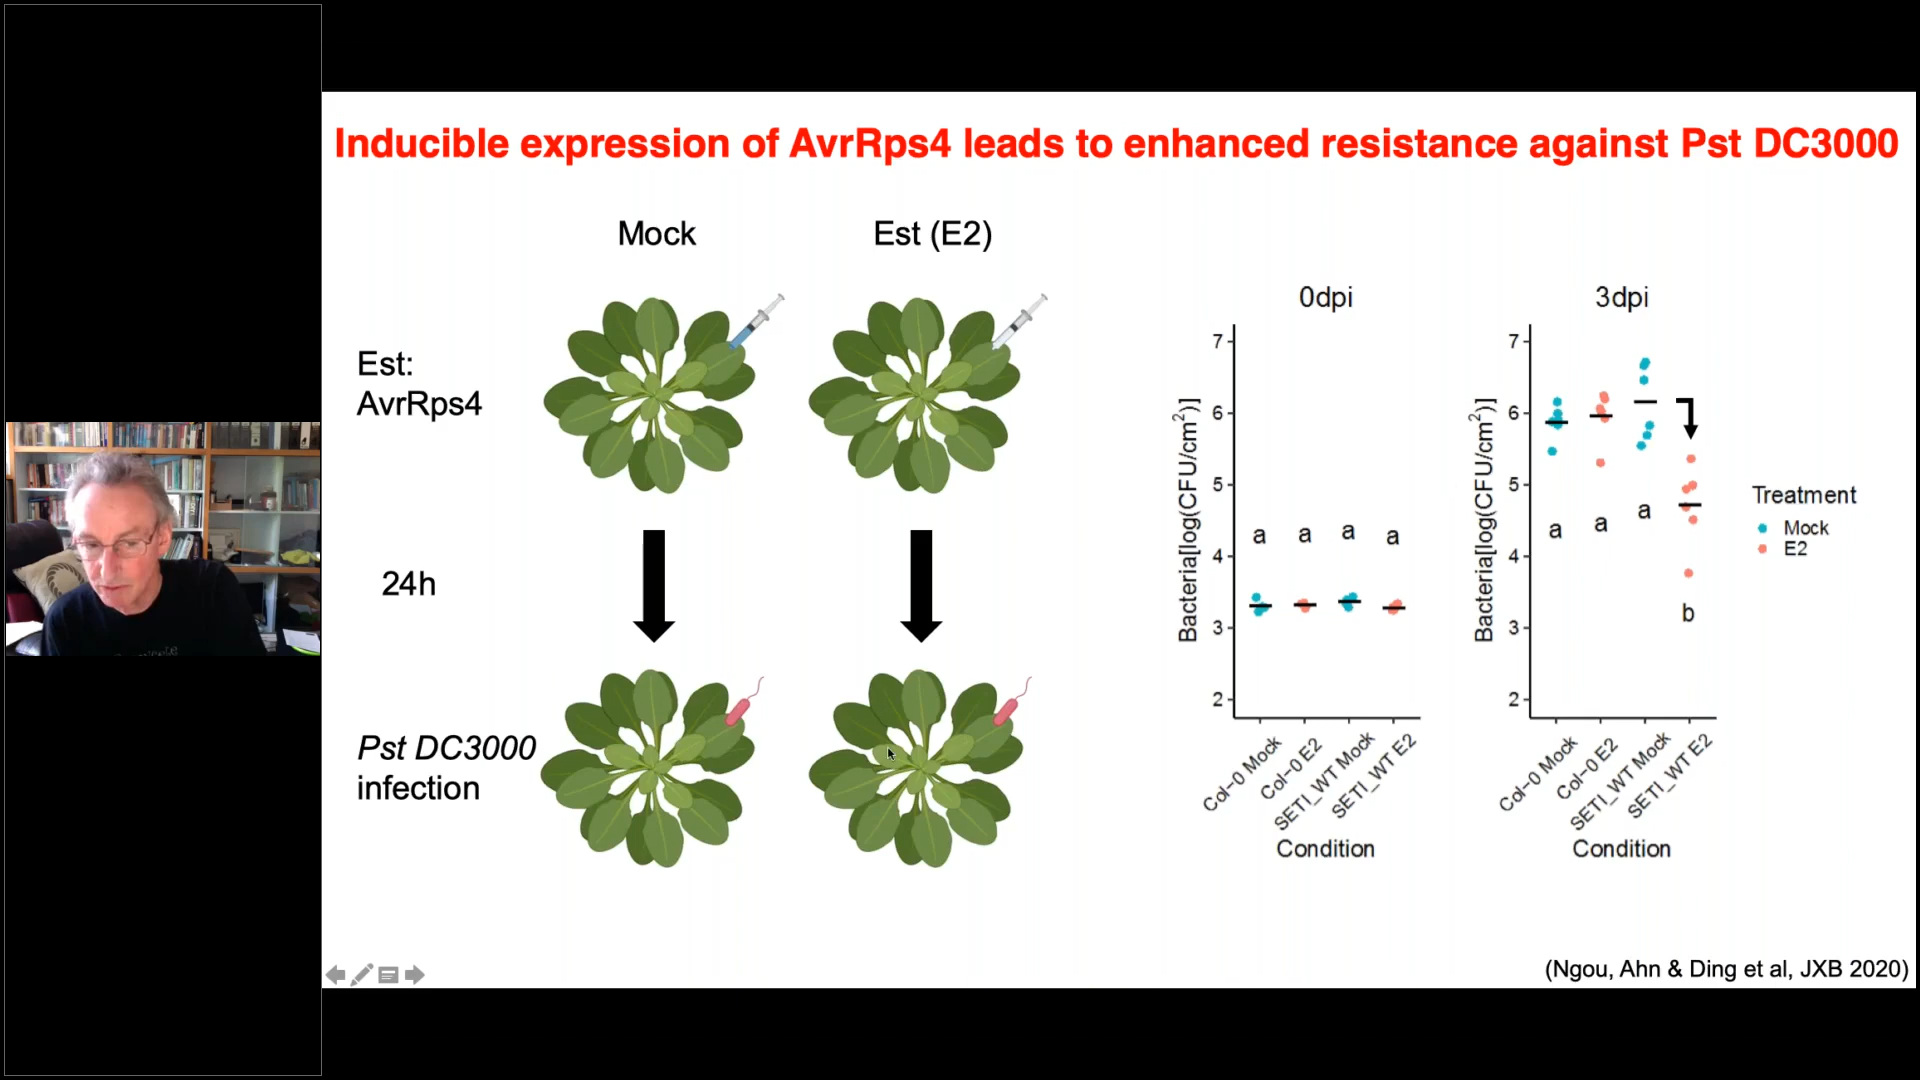 Inducible expression of AvrRps4 leads to enhanced resistance against Pst DC3000
Mock
Est (E2)
Est:
AvrRps4
24h
Pst DC3000
infection
0dpi
7
6
5
4
3
2
Bacteria[log(CFU/cm²)]
a
a
a
a
Col-0 Mock
Col-0 E2
SETI_WT Mock
SETI_WT E2
Condition
3dpi
7
6
5
4
3
2
Bacteria[log(CFU/cm²)]
a
a
a
b
Col-0 Mock
Col-0 E2
SETI_WT Mock
SETI_WT E2
Condition
Treatment
Mock
E2
(Ngou, Ahn & Ding et al, JXB 2020)